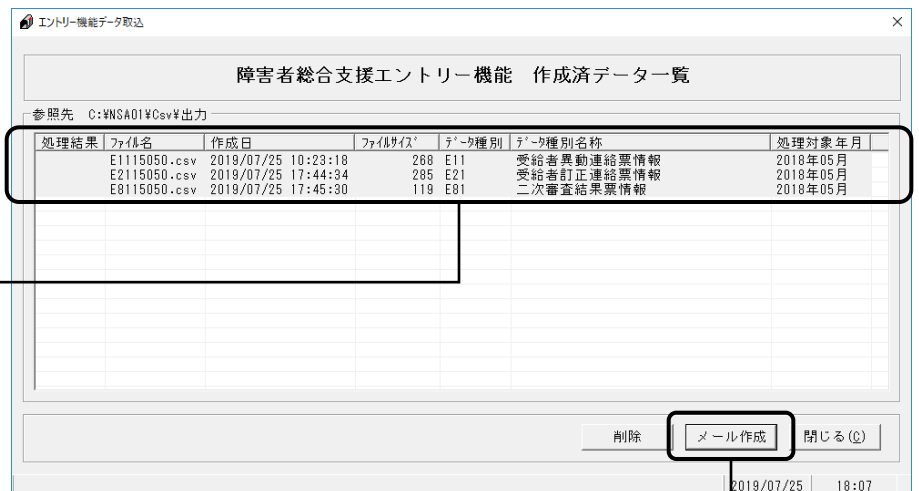 エントリー機能データ取込
障害者総合支援エントリー機能 作成済データ一覧
参照先 C:¥NSA01¥Csv¥出力
処理結果 ﾌｧｲﾙ名 作成日 ﾌｧｲﾙｻｲｽﾞ ﾃﾞｰﾀ種別 ﾃﾞｰﾀ種別名称 処理対象年月
E1115050.csv 2019/07/25 10:23:18 268 E11 受給者異動連絡票情報 2018年05月
E2115050.csv 2019/07/25 17:44:34 285 E21 受給者訂正連絡票情報 2018年05月
E8115050.csv 2019/07/25 17:45:30 119 E81 二次審査結果票情報 2018年05月
削除 メール作成 閉じる(C)
2019/07/25 18:07